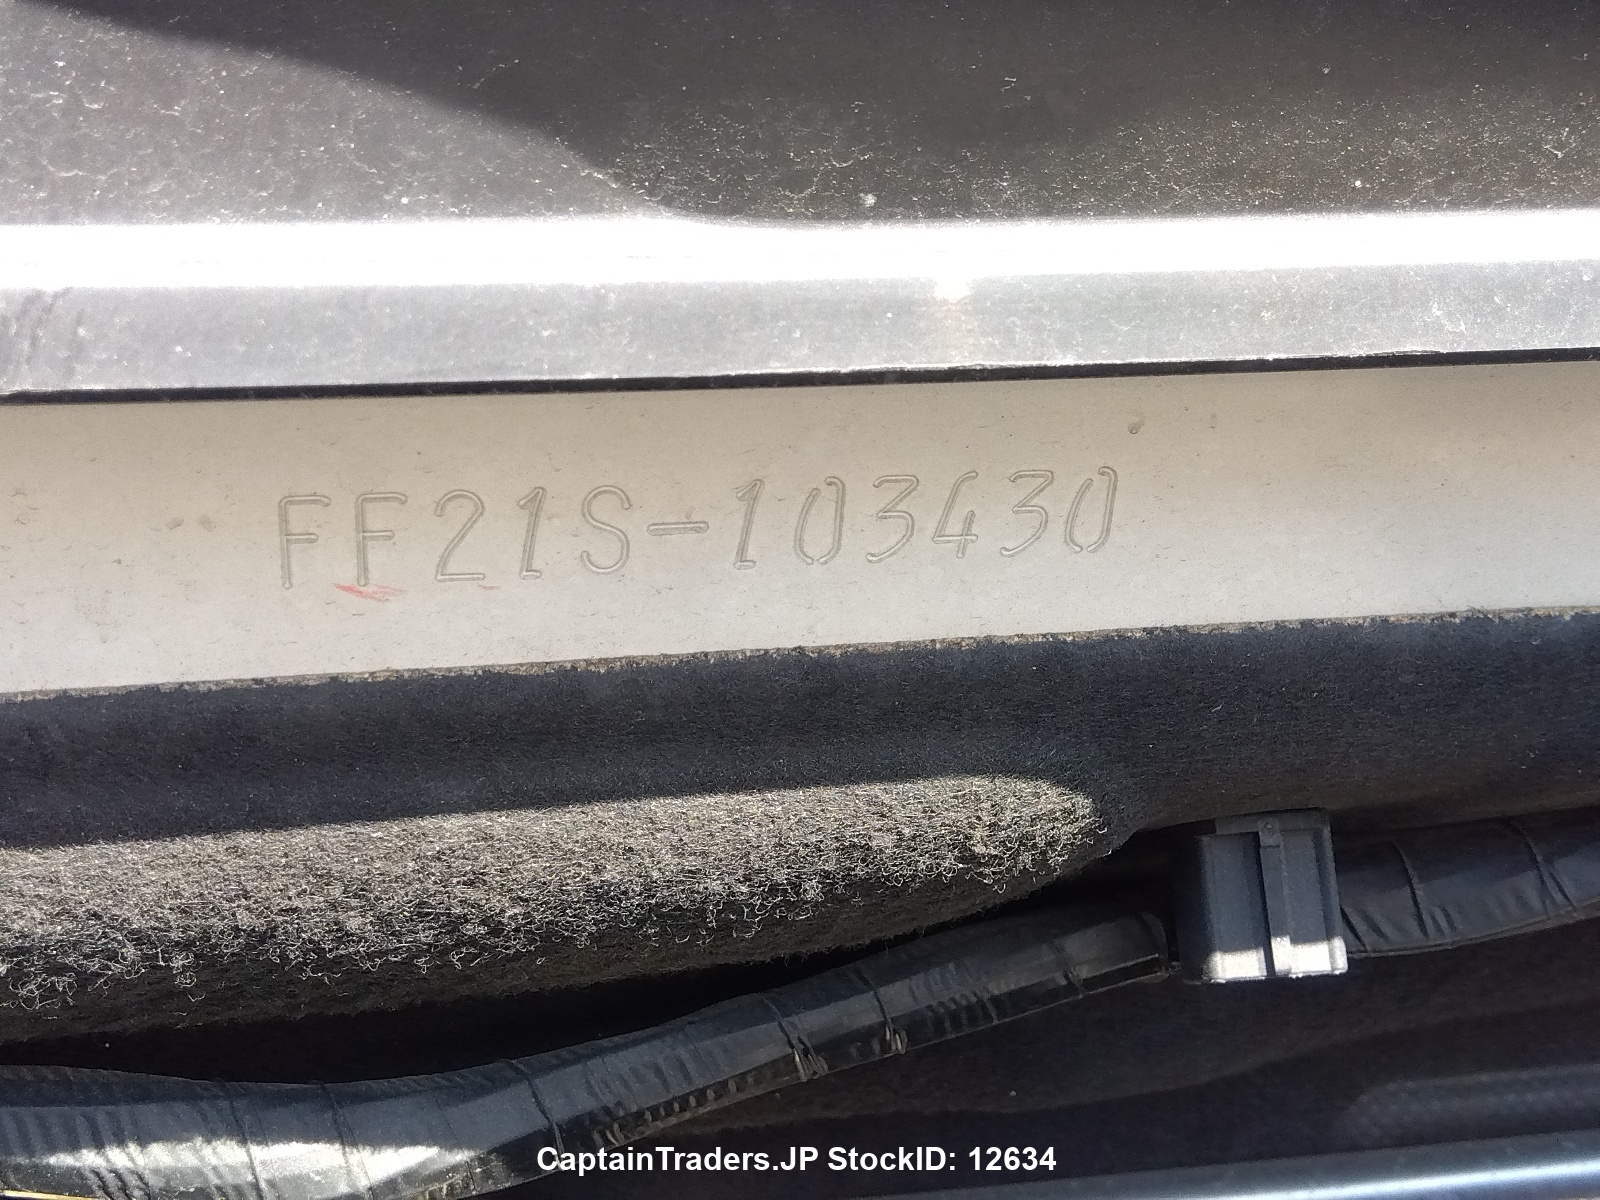 FF21S-103430
CaptainTraders.JP StockID: 12634